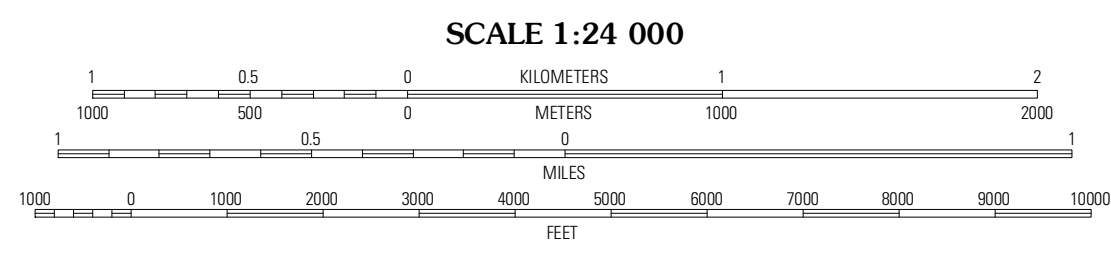 SCALE 1:24 000
1 0.5 0 KILOMETERS 1 2
1000 500 0 METERS 1000 2000
1 0.5 0 1
MILES
1000 0 1000 2000 3000 4000 5000 6000 7000 8000 9000 10000
FEET